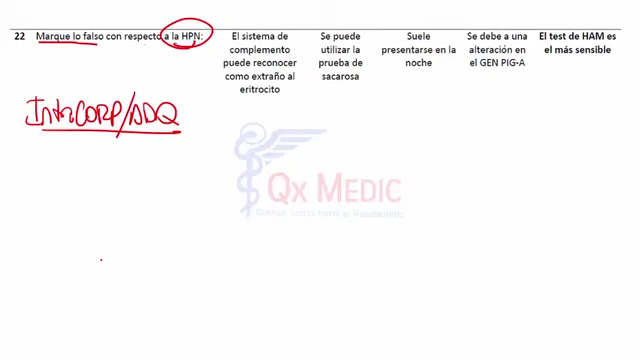 22 Marque lo falso con respecto a la HPN:
El sistema de
complemento
puede reconocer
como extraño al
eritrocito
Se puede
utilizar la
prueba de
sacarosa
Suele
presentarse en la
noche
Se debe a una
alteración en
el GEN PIG-A
El test de HAM es
el más sensible
IntrCORP/ADQ
QX MEDIC